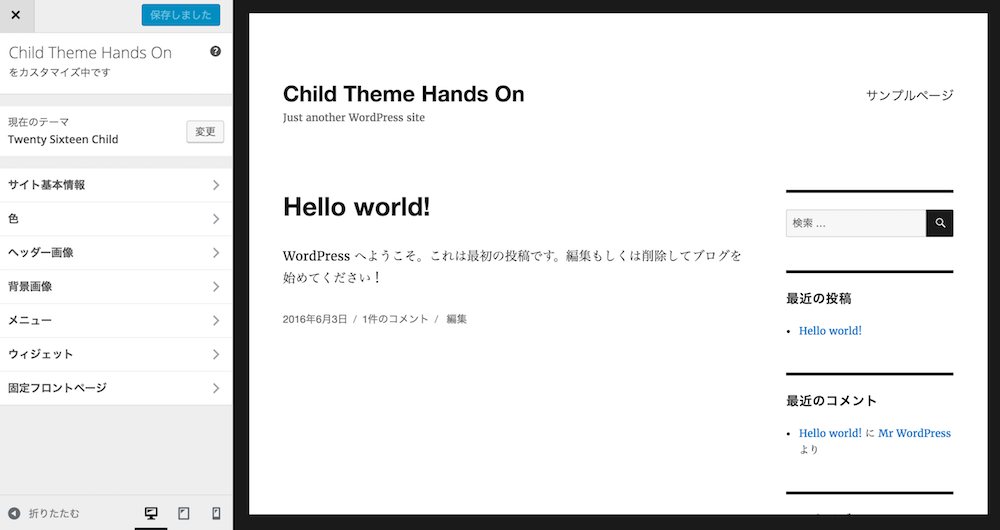 保存しました
Child Theme Hands On
をカスタマイズ中です
現在のテーマ
Twenty Sixteen Child
変更
サイト基本情報
色
ヘッダー画像
背景画像
メニュー
ウィジェット
固定フロントページ
折りたたむ
Child Theme Hands On
Just another WordPress site
サンプルページ
Hello world!
WordPress へようこそ。これは最初の投稿です。編集もしくは削除してブログを
始めてください！
2016年6月3日 / 1件のコメント / 編集
検索 …
最近の投稿
Hello world!
最近のコメント
Hello world! に Mr WordPress
より